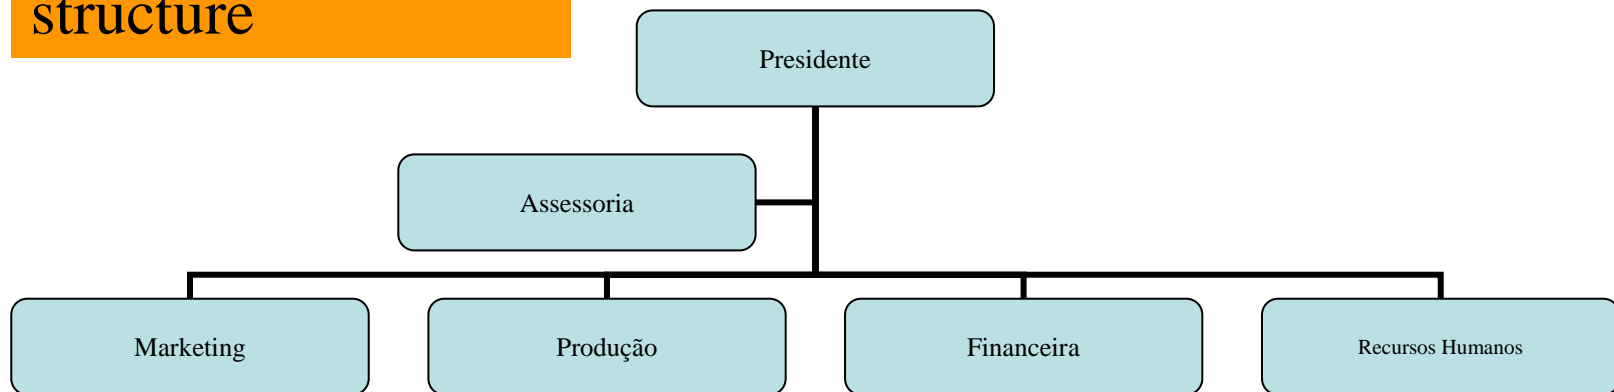 structure
Presidente
Assessoria
Marketing
Produção
Financeira
Recursos Humanos